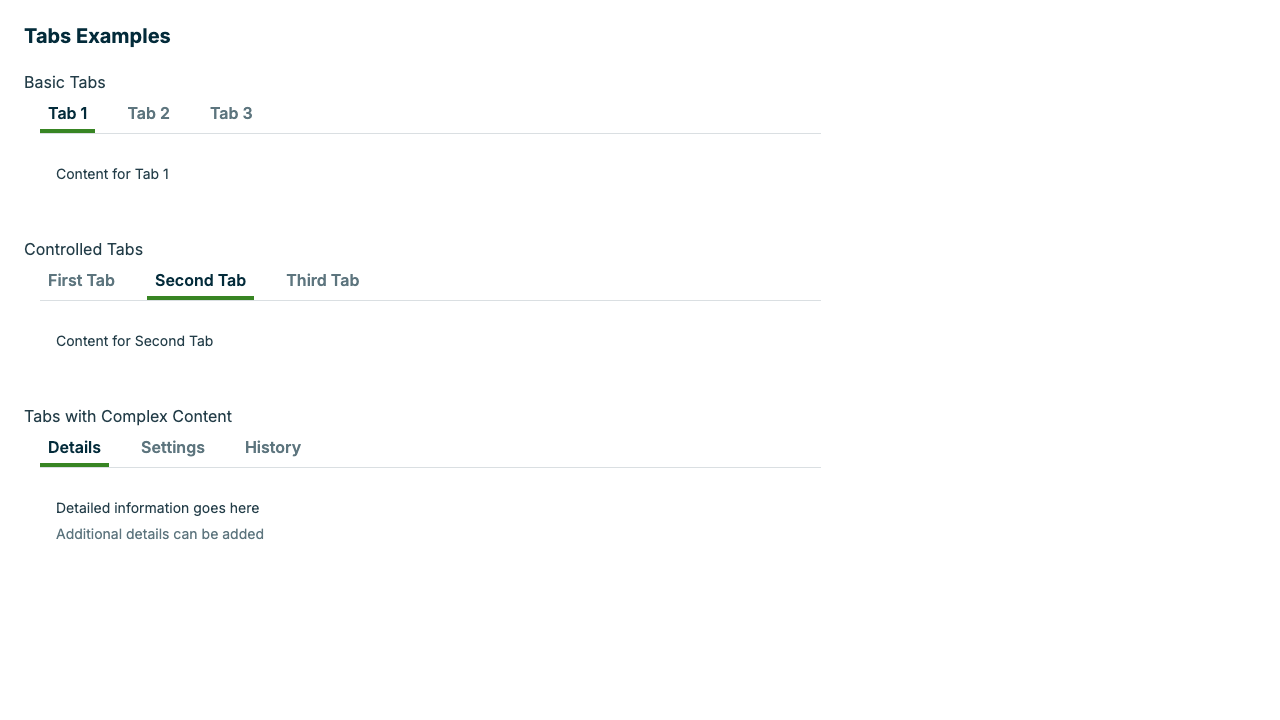 Tabs Examples
Basic Tabs
Tab 1 Tab 2 Tab 3
Content for Tab 1
Controlled Tabs
First Tab Second Tab Third Tab
Content for Second Tab
Tabs with Complex Content
Details Settings History
Detailed information goes here
Additional details can be added